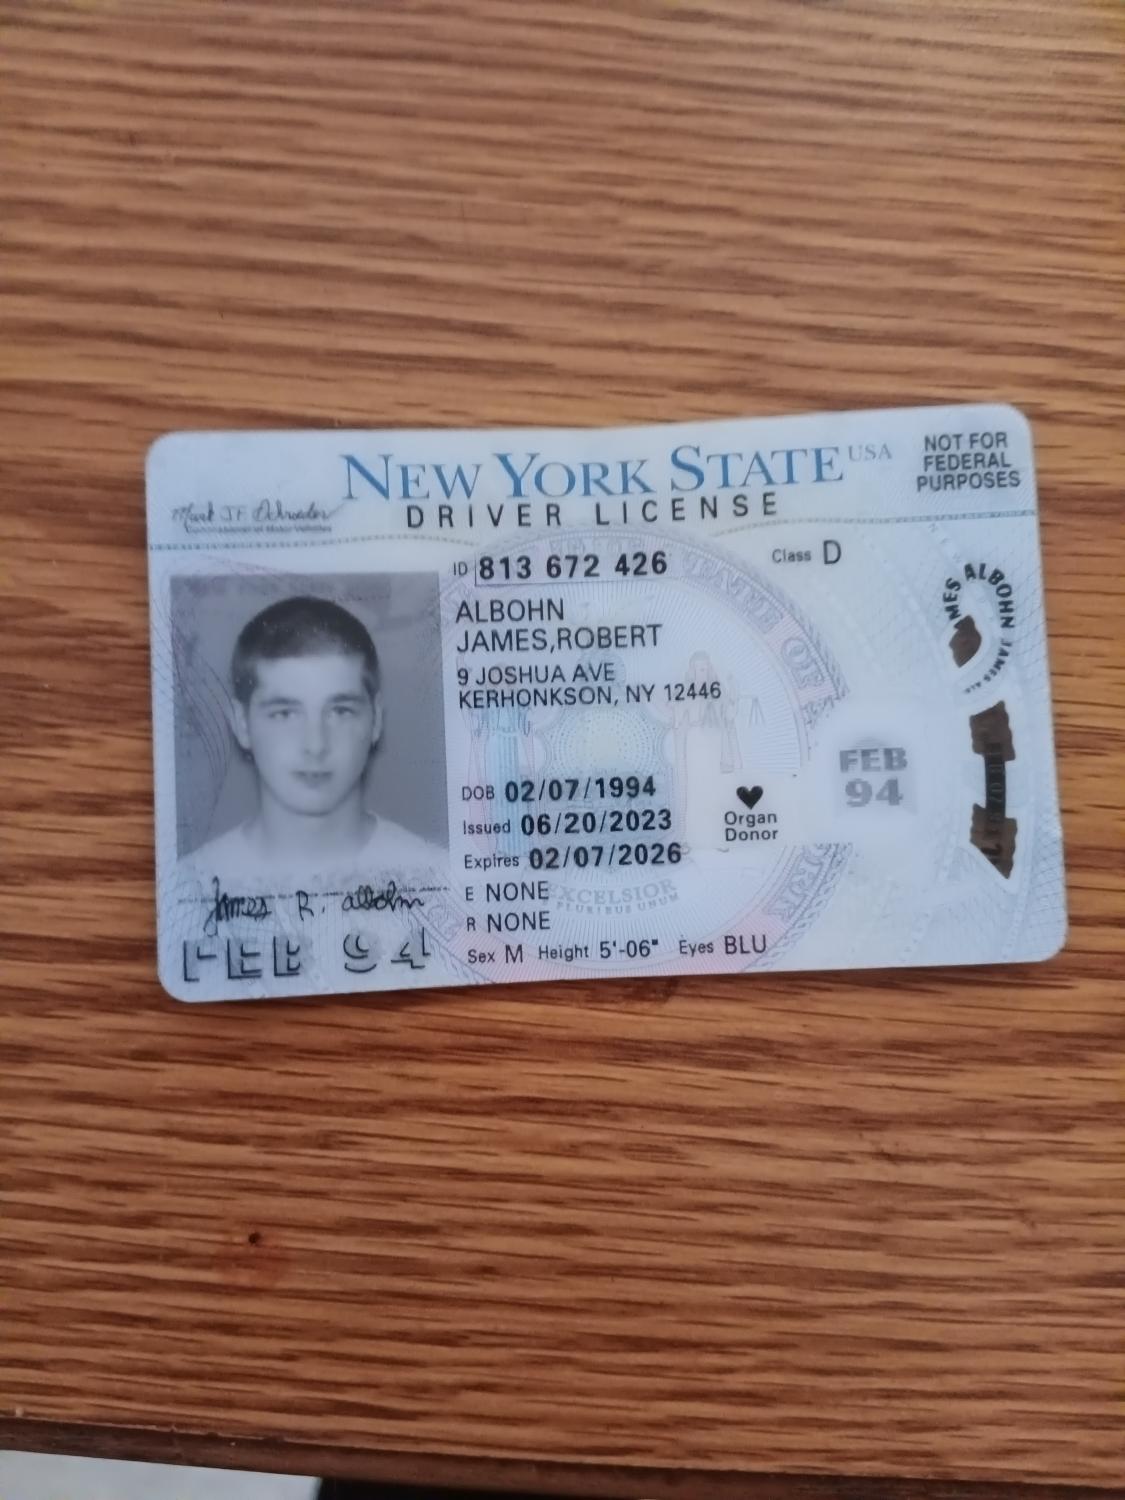 NEW YORK STATE USA
DRIVER LICENSE
NOT FOR
FEDERAL
PURPOSES
ID 813 672 426
Class D
ALBOHN
JAMES,ROBERT
9 JOSHUA AVE
KERHONKSON, NY 12446
DOB 02/07/1994
Issued 06/20/2023
Expires 02/07/2026
E NONE
R NONE
Sex M Height 5'-06" Eyes BLU
Organ
Donor
FEB
94
EXCELSIOR
E PLURIBUS UNUM
James R. Albohn
FEB 94